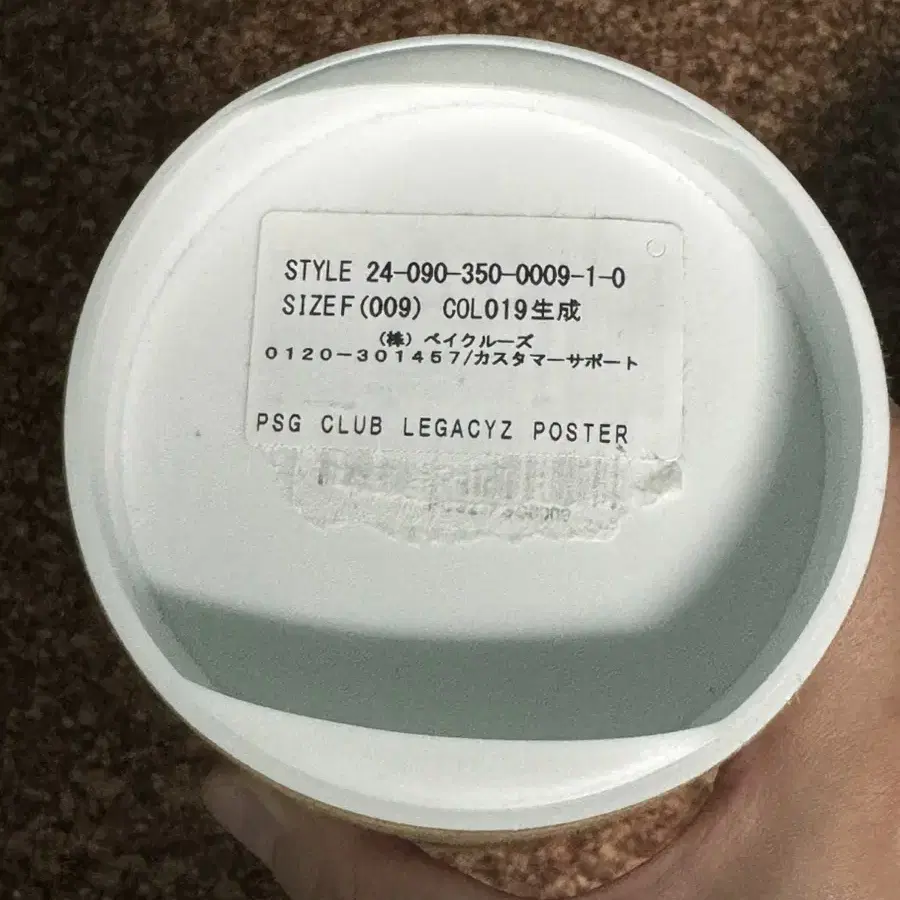 STYLE 24-090-350-0009-1-0
SIZEF(009) COL019生成
（株）ベイクルーズ
０１２０－３０１４５７/カスタマーサポート
PSG CLUB LEGACYZ POSTER